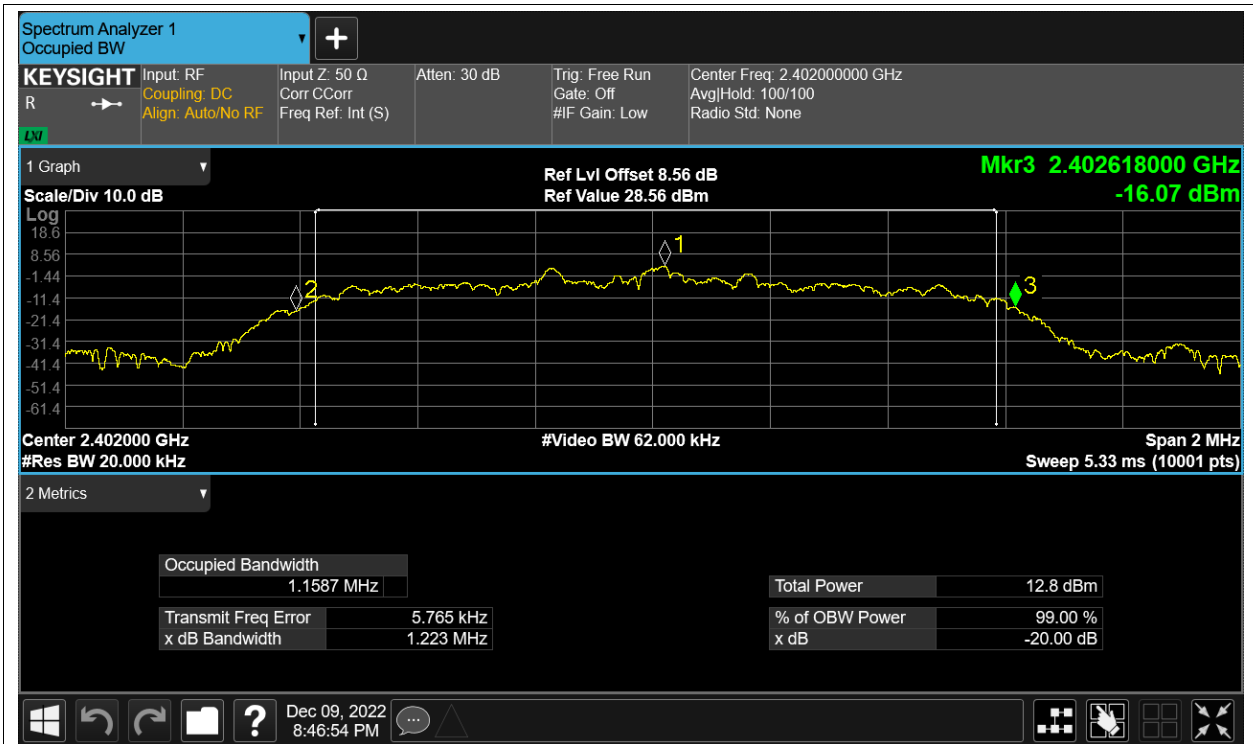 Spectrum Analyzer 1
Occupied BW
KEYSIGHT
R
LXI
Input: RF
Coupling: DC
Align: Auto/No RF
Input Z: 50 Ω
Corr CCorr
Freq Ref: Int (S)
Atten: 30 dB
Trig: Free Run
Gate: Off
#IF Gain: Low
Center Freq: 2.402000000 GHz
Avg|Hold: 100/100
Radio Std: None
1 Graph
Scale/Div 10.0 dB
Ref Lvl Offset 8.56 dB
Ref Value 28.56 dBm
Mkr3 2.402618000 GHz
-16.07 dBm
Log
18.6
8.56
-1.44
-11.4
-21.4
-31.4
-41.4
-51.4
-61.4
1
2
3
Center 2.402000 GHz
#Res BW 20.000 kHz
#Video BW 62.000 kHz
Span 2 MHz
Sweep 5.33 ms (10001 pts)
2 Metrics
Occupied Bandwidth
1.1587 MHz
Transmit Freq Error 5.765 kHz
x dB Bandwidth 1.223 MHz
Total Power 12.8 dBm
% of OBW Power 99.00 %
x dB -20.00 dB
?
Dec 09, 2022
8:46:54 PM